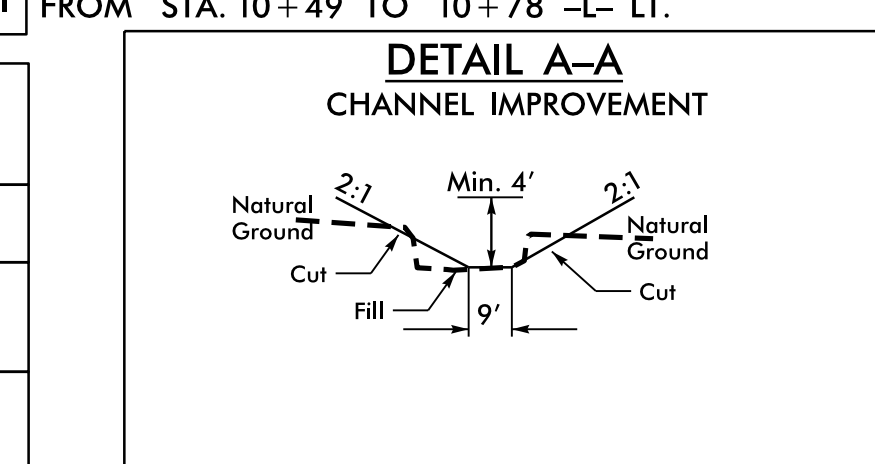 FROM STA. 10+49 TO 10+78 -L- LT.
DETAIL A-A
CHANNEL IMPROVEMENT
2:1
Min. 4'
2:1
Natural
Ground
Natural
Ground
Cut
Cut
Fill
9'